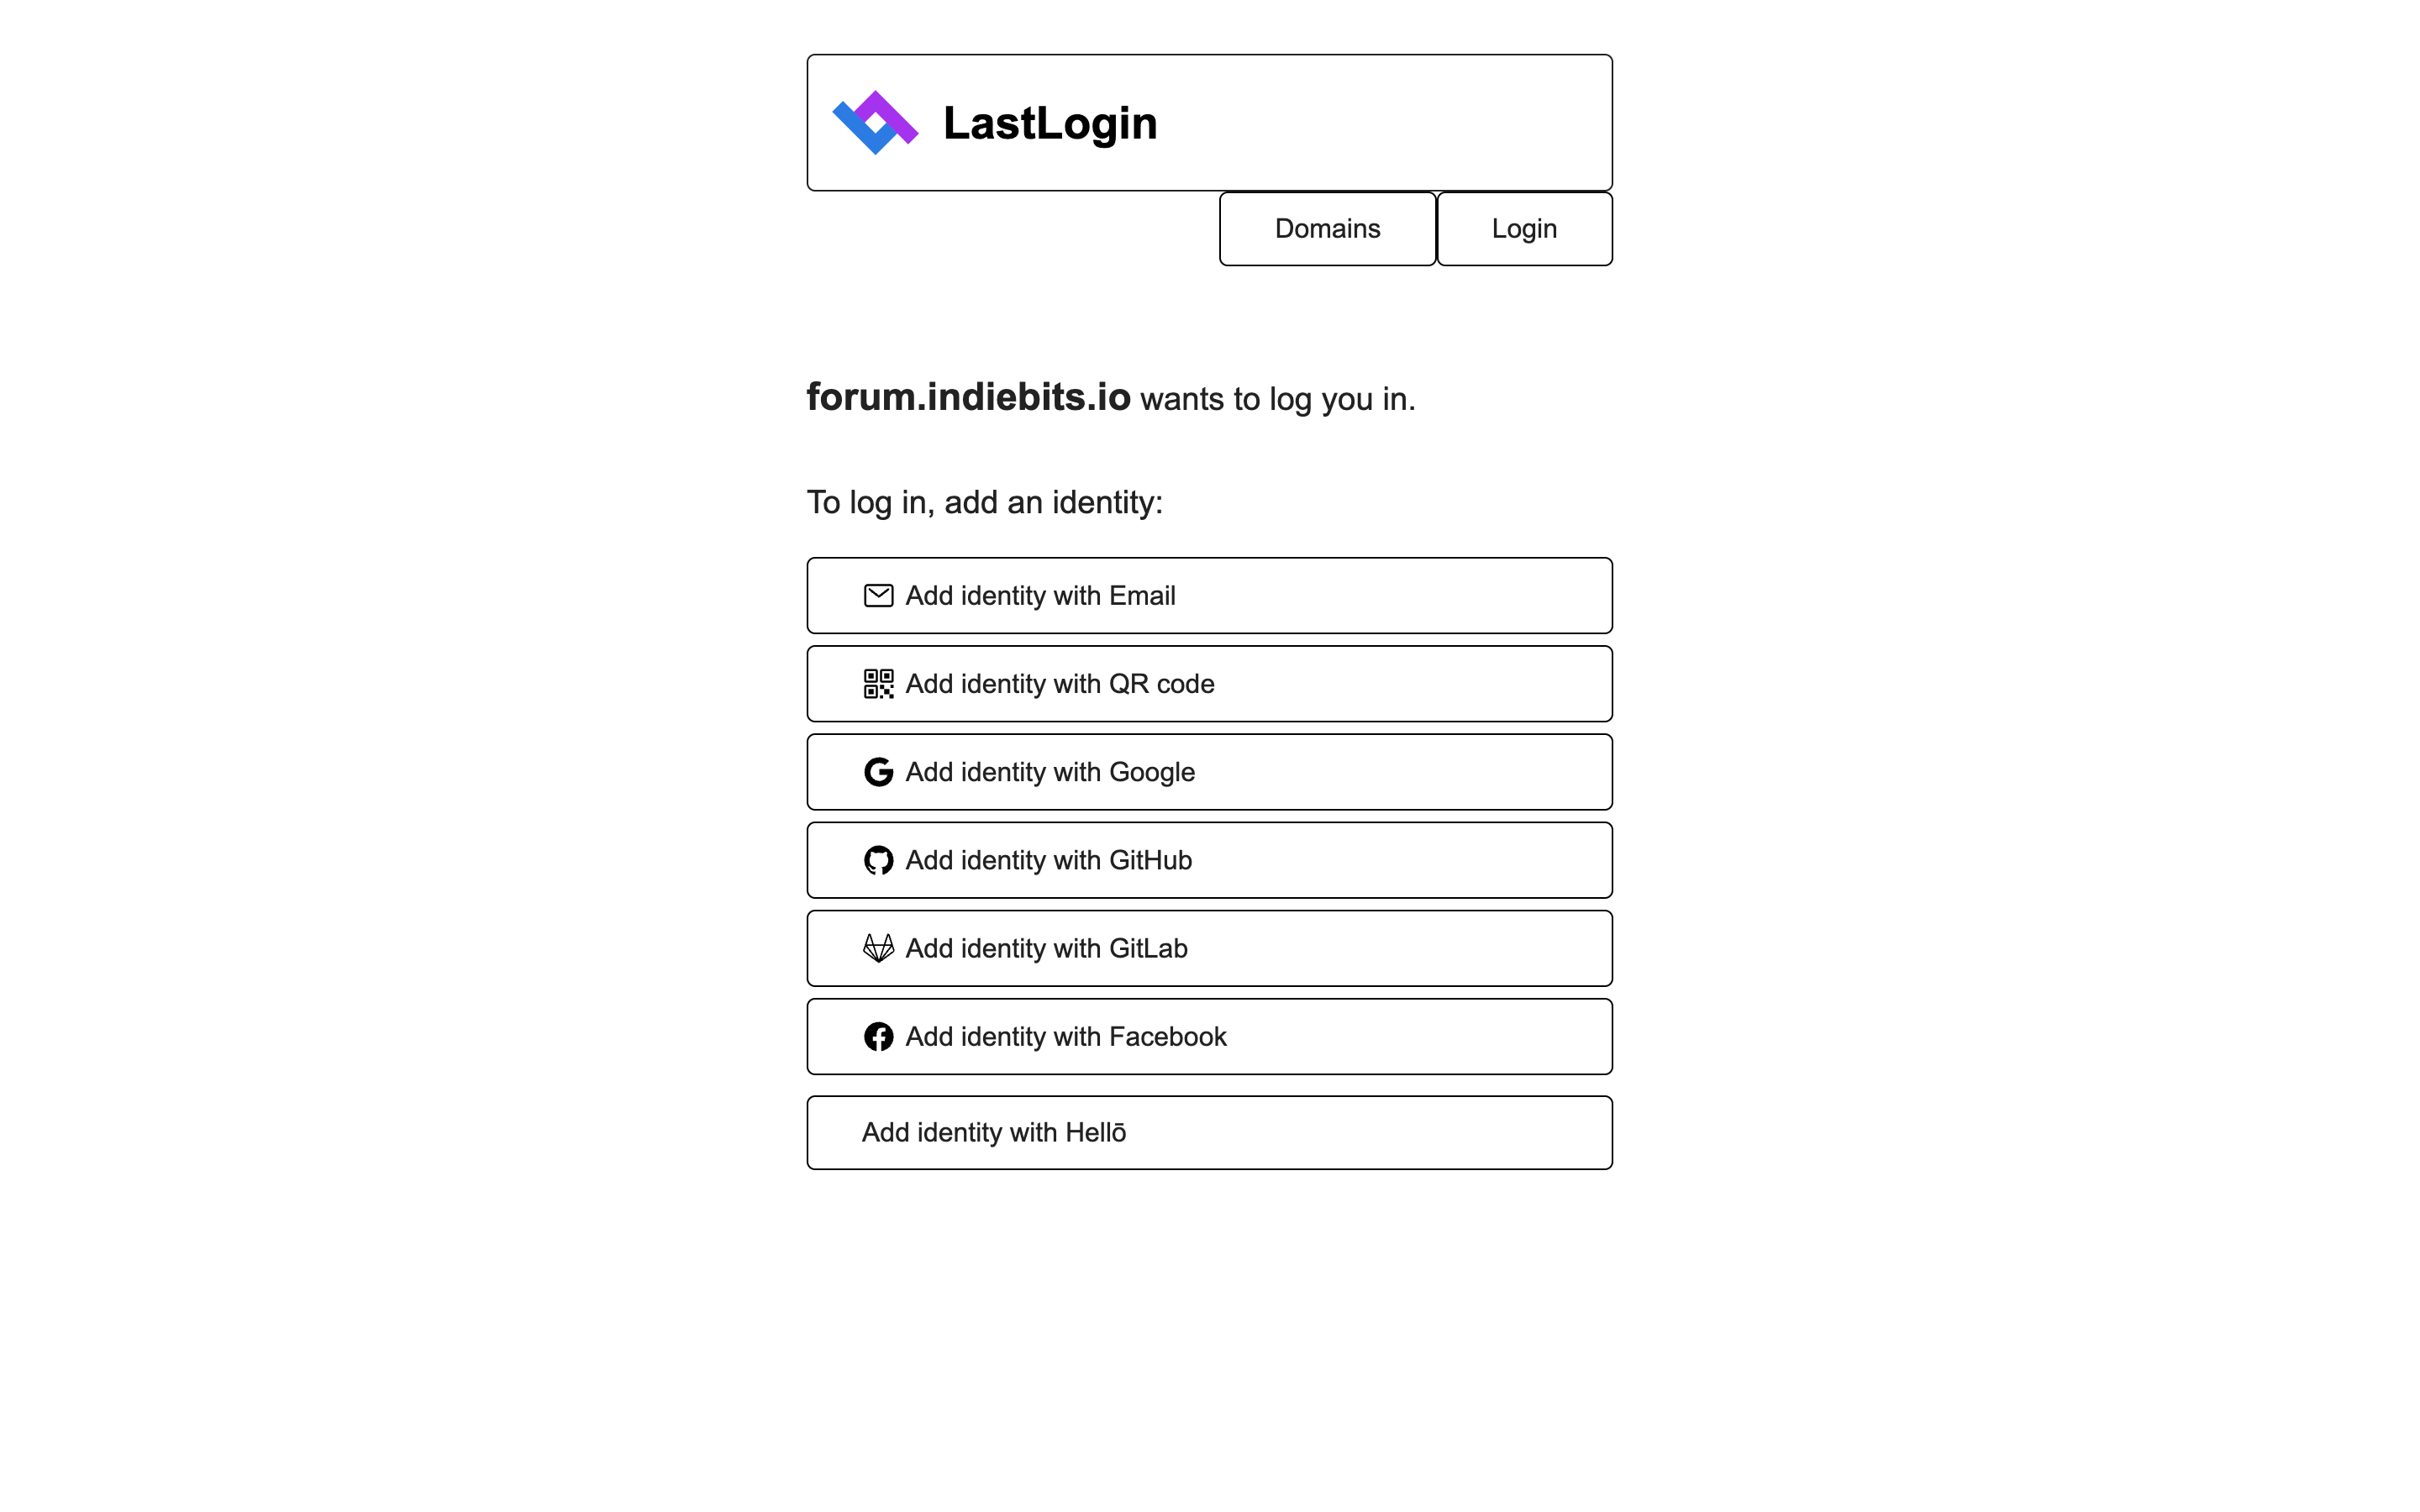 LastLogin
Domains
Login
forum.indiebits.io wants to log you in.
To log in, add an identity:
Add identity with Email
Add identity with QR code
Add identity with Google
Add identity with GitHub
Add identity with GitLab
Add identity with Facebook
Add identity with Hellō